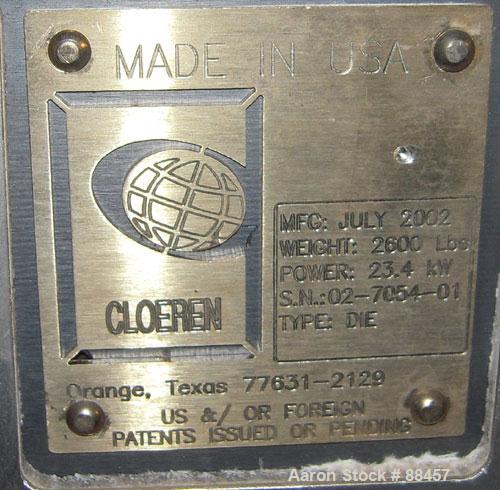 MADE IN USA
CLOEREN
MFG: JULY 2002
WEIGHT: 2600 Lbs
POWER: 23.4 kW
S.N.:02-7054-01
TYPE: DIE
Orange, Texas 77631-2129
US &/ OR FOREIGN
PATENTS ISSUED OR PENDING
Aaron Stock # 88457